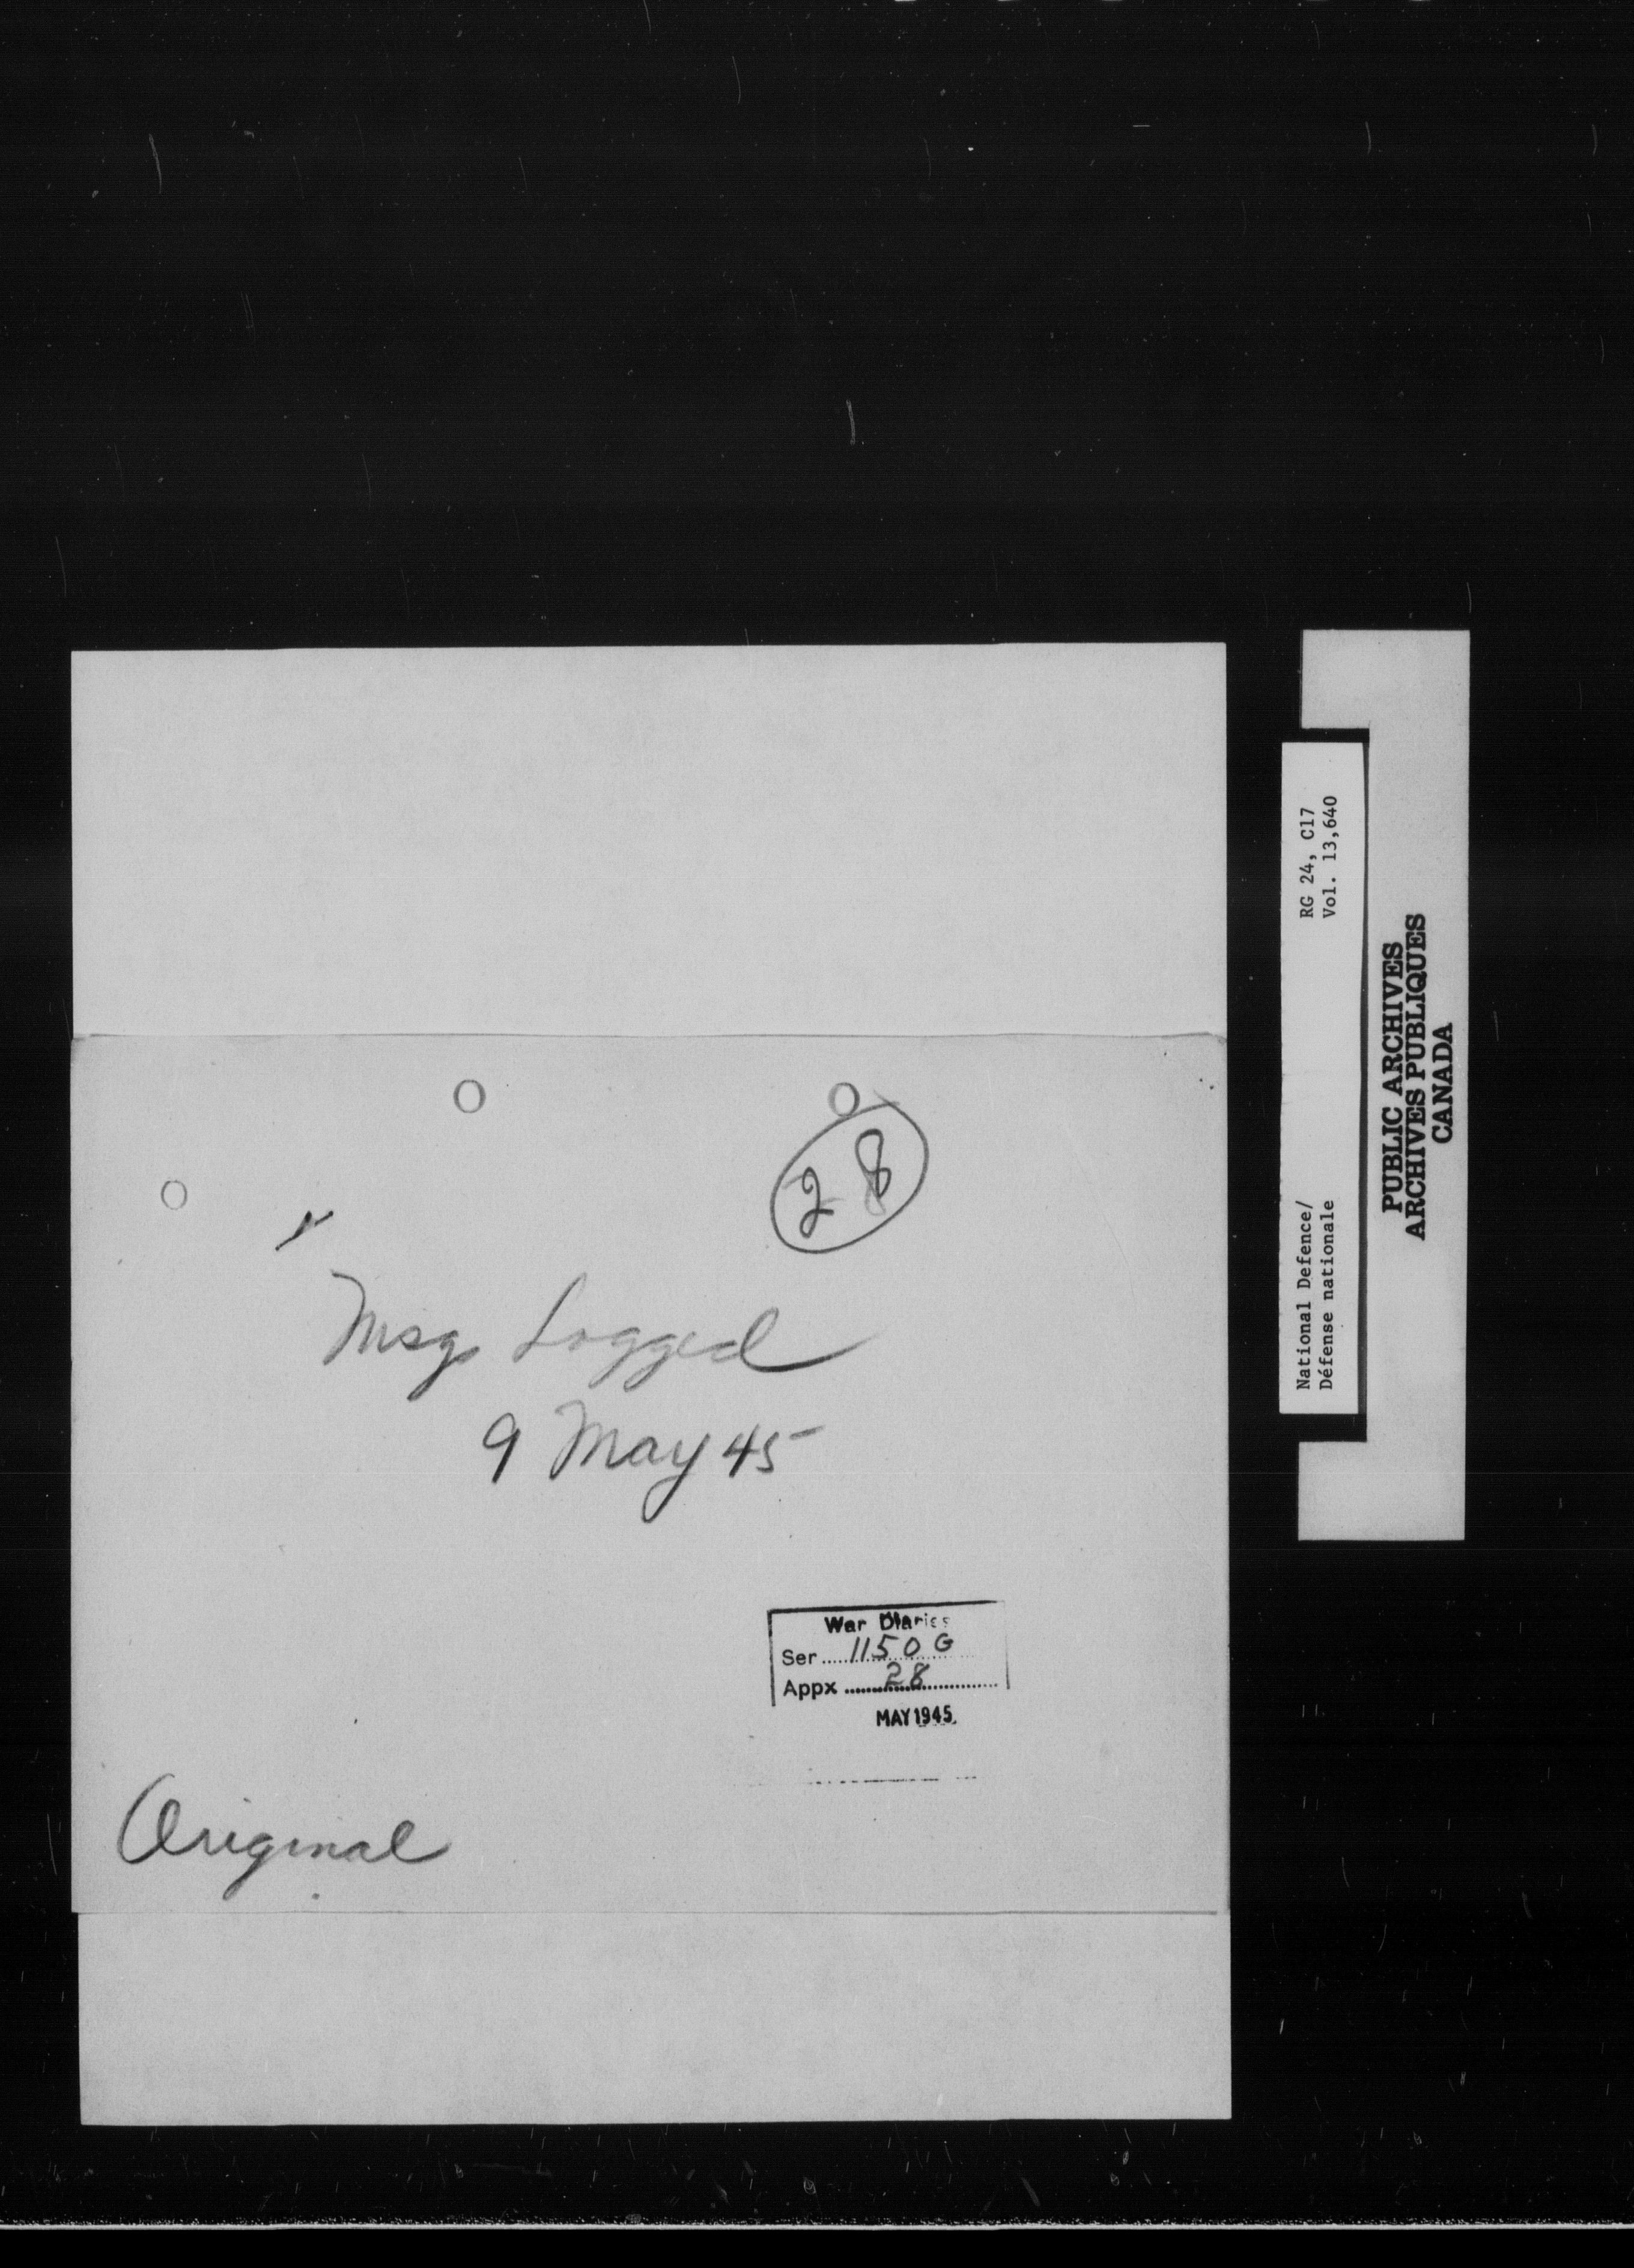 28
Msgs Logged
9 May 45
War Diaries
Ser 1150 G
Appx 28
MAY 1945
Original
National Defence/
Défense nationale
RG 24, C17
Vol. 13,640
PUBLIC ARCHIVES
ARCHIVES PUBLIQUES
CANADA